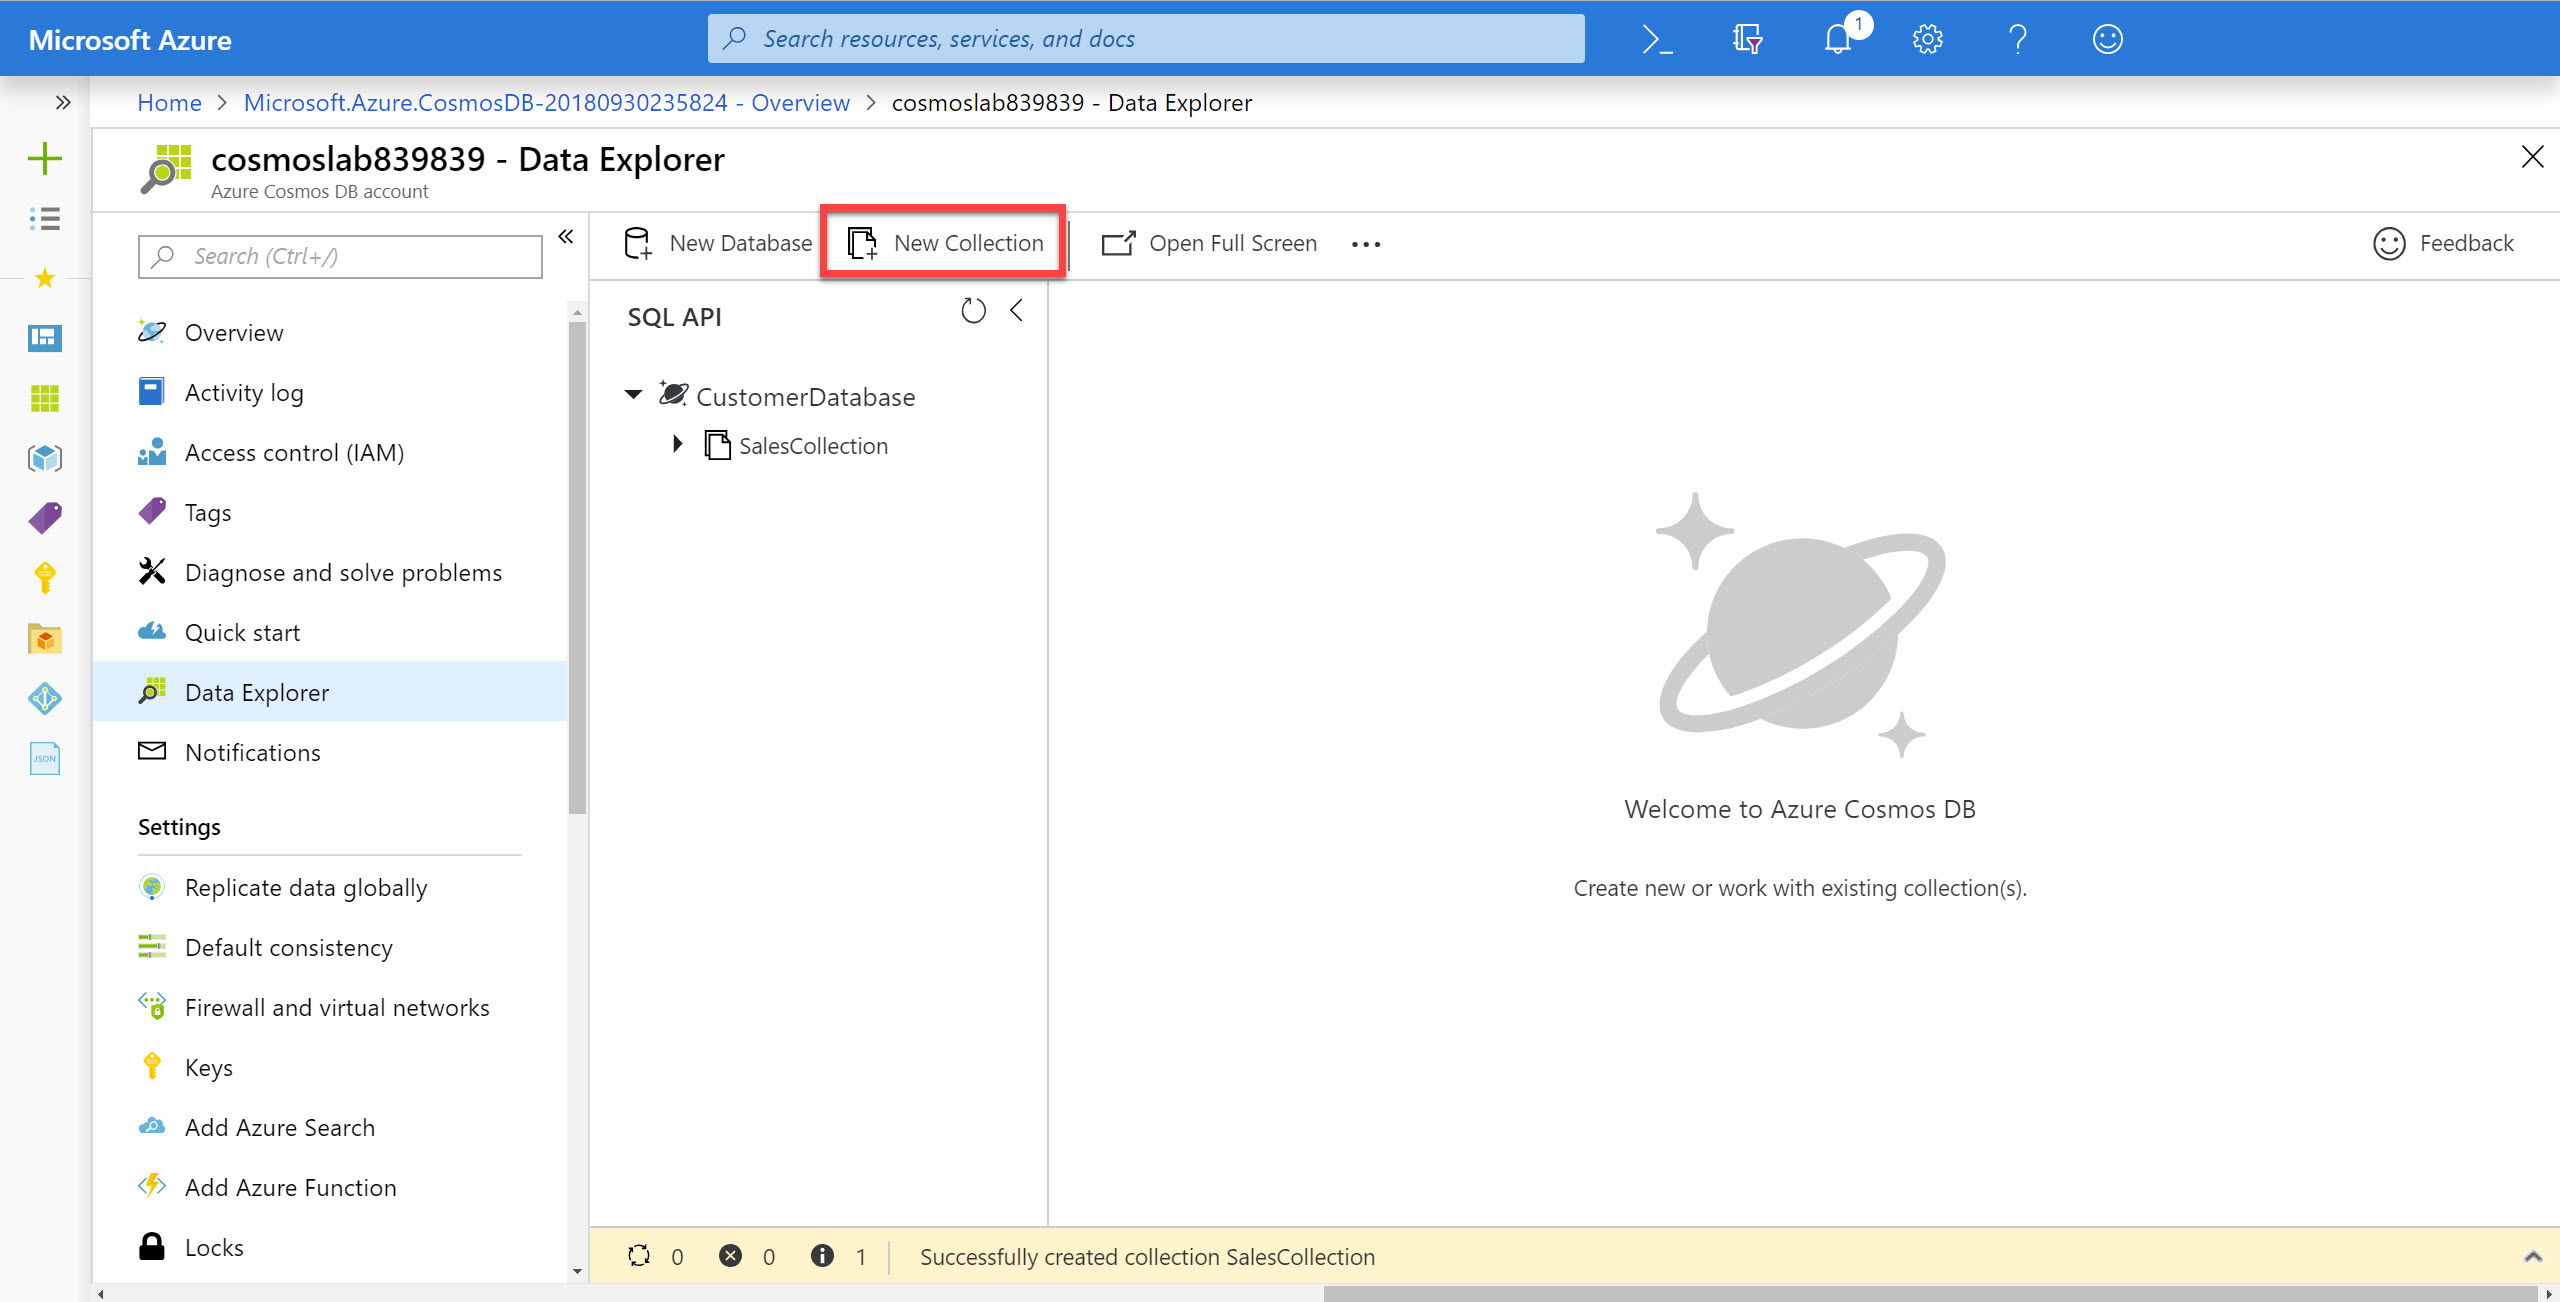 Microsoft Azure
Search resources, services, and docs
1
Home > Microsoft.Azure.CosmosDB-20180930235824 - Overview > cosmoslab839839 - Data Explorer
cosmoslab839839 - Data Explorer
Azure Cosmos DB account
Search (Ctrl+/)
Overview
Activity log
Access control (IAM)
Tags
Diagnose and solve problems
Quick start
Data Explorer
Notifications
Settings
Replicate data globally
Default consistency
Firewall and virtual networks
Keys
Add Azure Search
Add Azure Function
Locks
JSON
New Database
New Collection
Open Full Screen
Feedback
SQL API
CustomerDatabase
SalesCollection
Welcome to Azure Cosmos DB
Create new or work with existing collection(s).
0 0 1 Successfully created collection SalesCollection